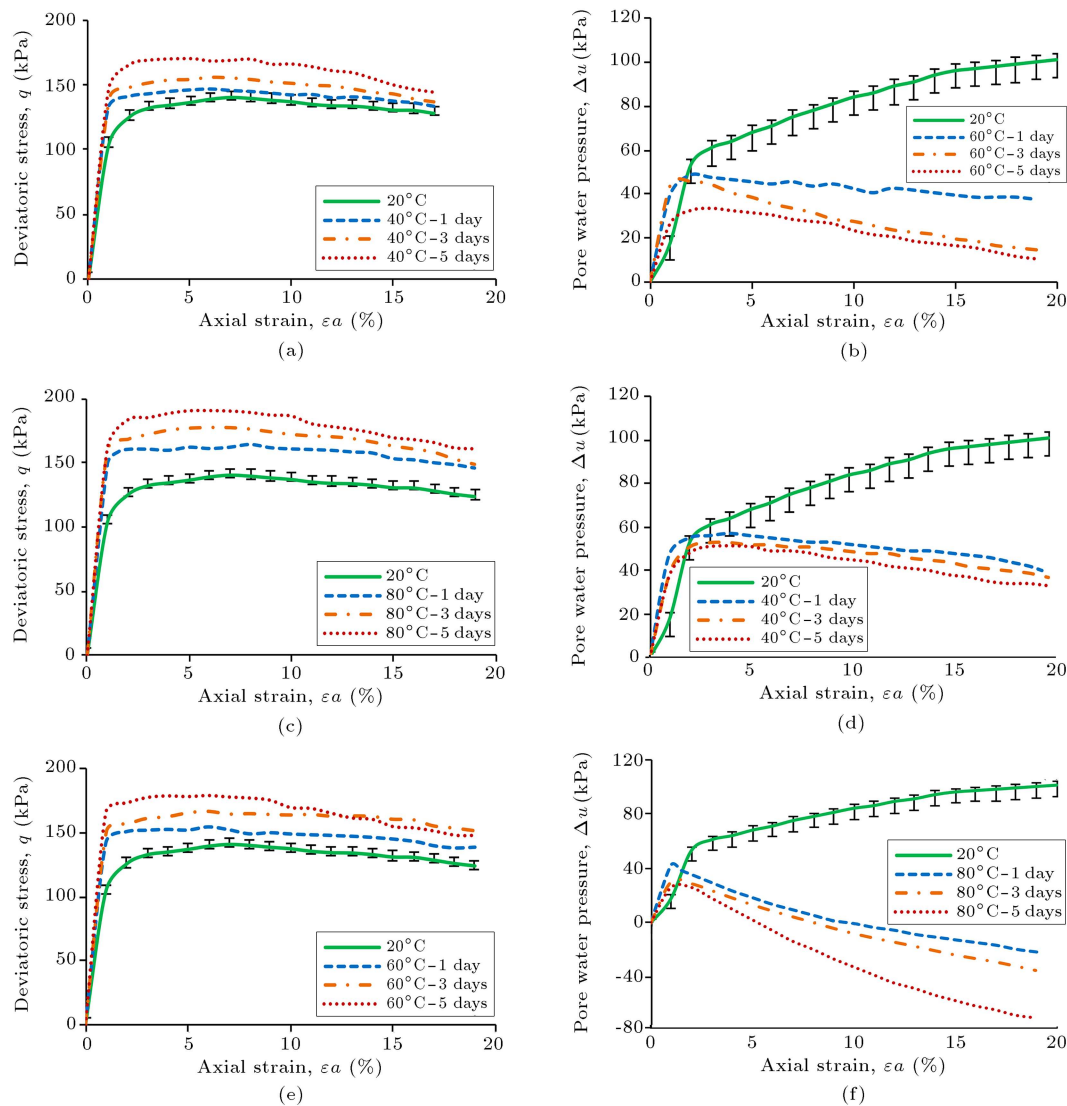 Deviatoric stress, q (kPa)
200
150
100
50
0
20°C
40°C-1 day
40°C-3 days
40°C-5 days
0 5 10 15 20
Axial strain, εa (%)
(a)
Pore water pressure, Δu (kPa)
120
100
80
60
40
20
0
20°C
60°C-1 day
60°C-3 days
60°C-5 days
0 5 10 15 20
Axial strain, εa (%)
(b)
Deviatoric stress, q (kPa)
200
150
100
50
0
20°C
80°C-1 day
80°C-3 days
80°C-5 days
0 5 10 15 20
Axial strain, εa (%)
(c)
Pore water pressure, Δu (kPa)
120
100
80
60
40
20
0
20°C
40°C-1 day
40°C-3 days
40°C-5 days
0 5 10 15 20
Axial strain, εa (%)
(d)
Deviatoric stress, q (kPa)
200
150
100
50
0
20°C
60°C-1 day
60°C-3 days
60°C-5 days
0 5 10 15 20
Axial strain, εa (%)
(e)
Pore water pressure, Δu (kPa)
120
80
40
0
-40
-80
20°C
80°C-1 day
80°C-3 days
80°C-5 days
0 5 10 15 20
Axial strain, εa (%)
(f)